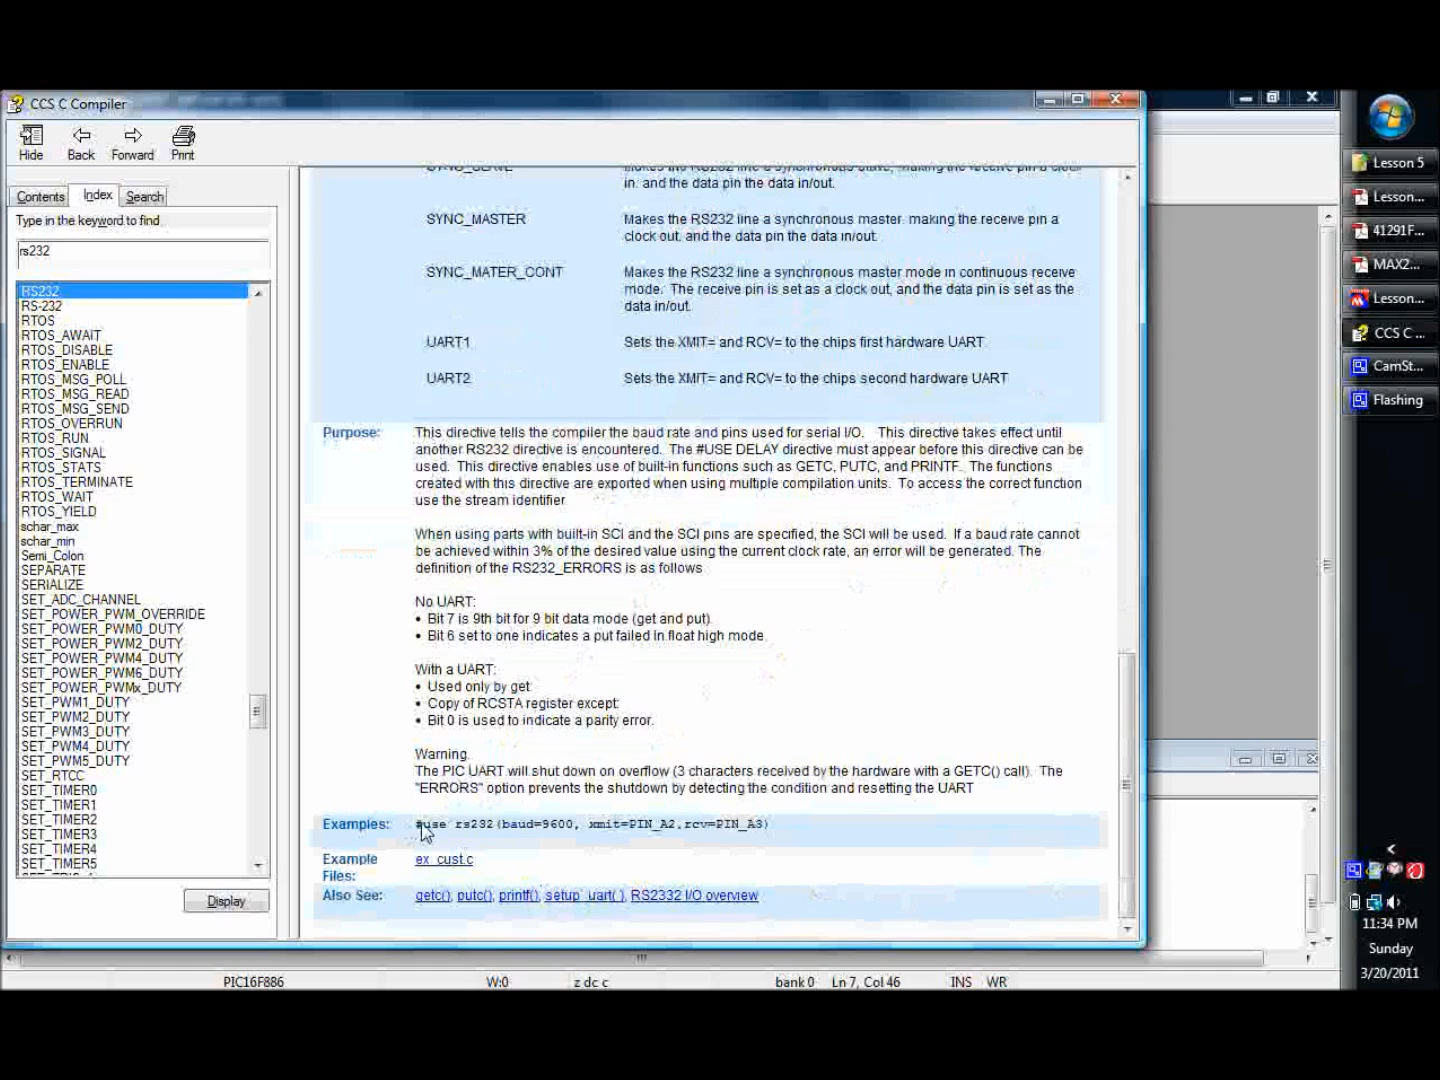 CCS C Compiler
Hide
Back
Forward
Print
Contents
Index
Search
Type in the keyword to find
rs232
RS232
RS-232
RTOS
RTOS_AWAIT
RTOS_DISABLE
RTOS_ENABLE
RTOS_MSG_POLL
RTOS_MSG_READ
RTOS_MSG_SEND
RTOS_OVERRUN
RTOS_RUN
RTOS_SIGNAL
RTOS_STATS
RTOS_TERMINATE
RTOS_WAIT
RTOS_YIELD
schar_max
schar_min
Semi_Colon
SEPARATE
SERIALIZE
SET_ADC_CHANNEL
SET_POWER_PWM_OVERRIDE
SET_POWER_PWM0_DUTY
SET_POWER_PWM2_DUTY
SET_POWER_PWM4_DUTY
SET_POWER_PWM6_DUTY
SET_POWER_PWMx_DUTY
SET_PWM1_DUTY
SET_PWM2_DUTY
SET_PWM3_DUTY
SET_PWM4_DUTY
SET_PWM5_DUTY
SET_RTCC
SET_TIMER0
SET_TIMER1
SET_TIMER2
SET_TIMER3
SET_TIMER4
SET_TIMER5
Display
in. and the data pin the data in/out.
SYNC_MASTER
Makes the RS232 line a synchronous master. making the receive pin a
clock out. and the data pin the data in/out.
SYNC_MATER_CONT
Makes the RS232 line a synchronous master mode in continuous receive
mode. The receive pin is set as a clock out, and the data pin is set as the
data in/out.
UART1
Sets the XMIT= and RCV= to the chips first hardware UART.
UART2
Sets the XMIT= and RCV= to the chips second hardware UART
Purpose:
This directive tells the compiler the baud rate and pins used for serial I/O. This directive takes effect until
another RS232 directive is encountered. The #USE DELAY directive must appear before this directive can be
used. This directive enables use of built-in functions such as GETC, PUTC, and PRINTF. The functions
created with this directive are exported when using multiple compilation units. To access the correct function
use the stream identifier
When using parts with built-in SCI and the SCI pins are specified, the SCI will be used. If a baud rate cannot
be achieved within 3% of the desired value using the current clock rate, an error will be generated. The
definition of the RS232_ERRORS is as follows
No UART:
• Bit 7 is 9th bit for 9 bit data mode (get and put).
• Bit 6 set to one indicates a put failed in float high mode.
With a UART:
• Used only by get:
• Copy of RCSTA register except:
• Bit 0 is used to indicate a parity error.
Warning.
The PIC UART will shut down on overflow (3 characters received by the hardware with a GETC() call). The
"ERRORS" option prevents the shutdown by detecting the condition and resetting the UART
Examples:
#use rs232(baud=9600, xmit=PIN_A2,rcv=PIN_A3)
Example
Files:
ex_cust.c
Also See:
getc(), putc(), printf(), setup_uart( ), RS2332 I/O overview
PIC16F886
W:0
z dc c
bank 0
Ln 7, Col 46
INS
WR
Lesson 5
Lesson...
41291F...
MAX2...
Lesson...
CCS C ...
CamSt...
Flashing
11:34 PM
Sunday
3/20/2011